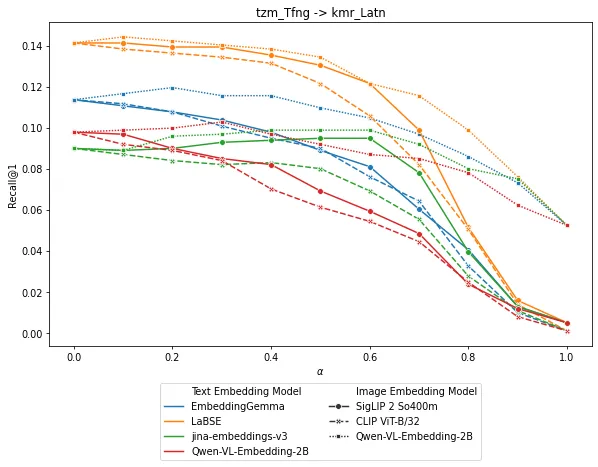 tzm_Tfng -> kmr_Latn
Recall@1
0.14
0.12
0.10
0.08
0.06
0.04
0.02
0.00
0.0 0.2 0.4 0.6 0.8 1.0
α
Text Embedding Model
EmbeddingGemma
LaBSE
jina-embeddings-v3
Qwen-VL-Embedding-2B
Image Embedding Model
SigLIP 2 So400m
CLIP ViT-B/32
Qwen-VL-Embedding-2B